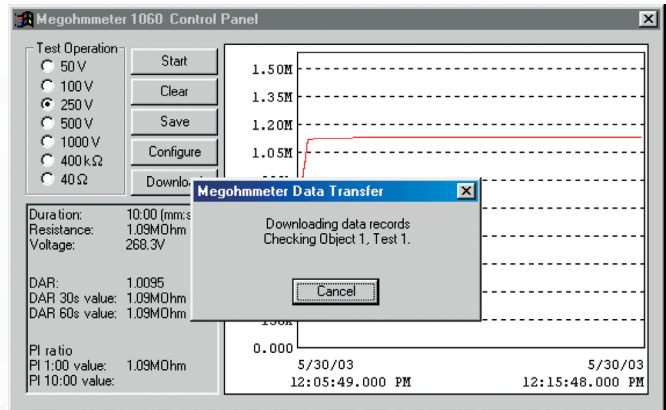 Megohmmeter 1060 Control Panel
Test Operation
50 V
100 V
250 V
500 V
1000 V
400 kΩ
40 Ω
Start
Clear
Save
Configure
Duration: 10:00
Resistance: 1.09MOhm
Voltage: 268.3V
DAR: 1.0095
DAR 30s value: 1.09MOhm
DAR 60s value: 1.09MOhm
PI ratio
PI 1:00 value: 1.09MOhm
PI 10:00 value:
1.50M
1.35M
1.20M
1.05M
0.000
5/30/03 5/30/03
12:05:49.000 PM 12:15:48.000 PM
Megohmmeter Data Transfer
Downloading data records
Checking Object 1, Test 1.
Cancel